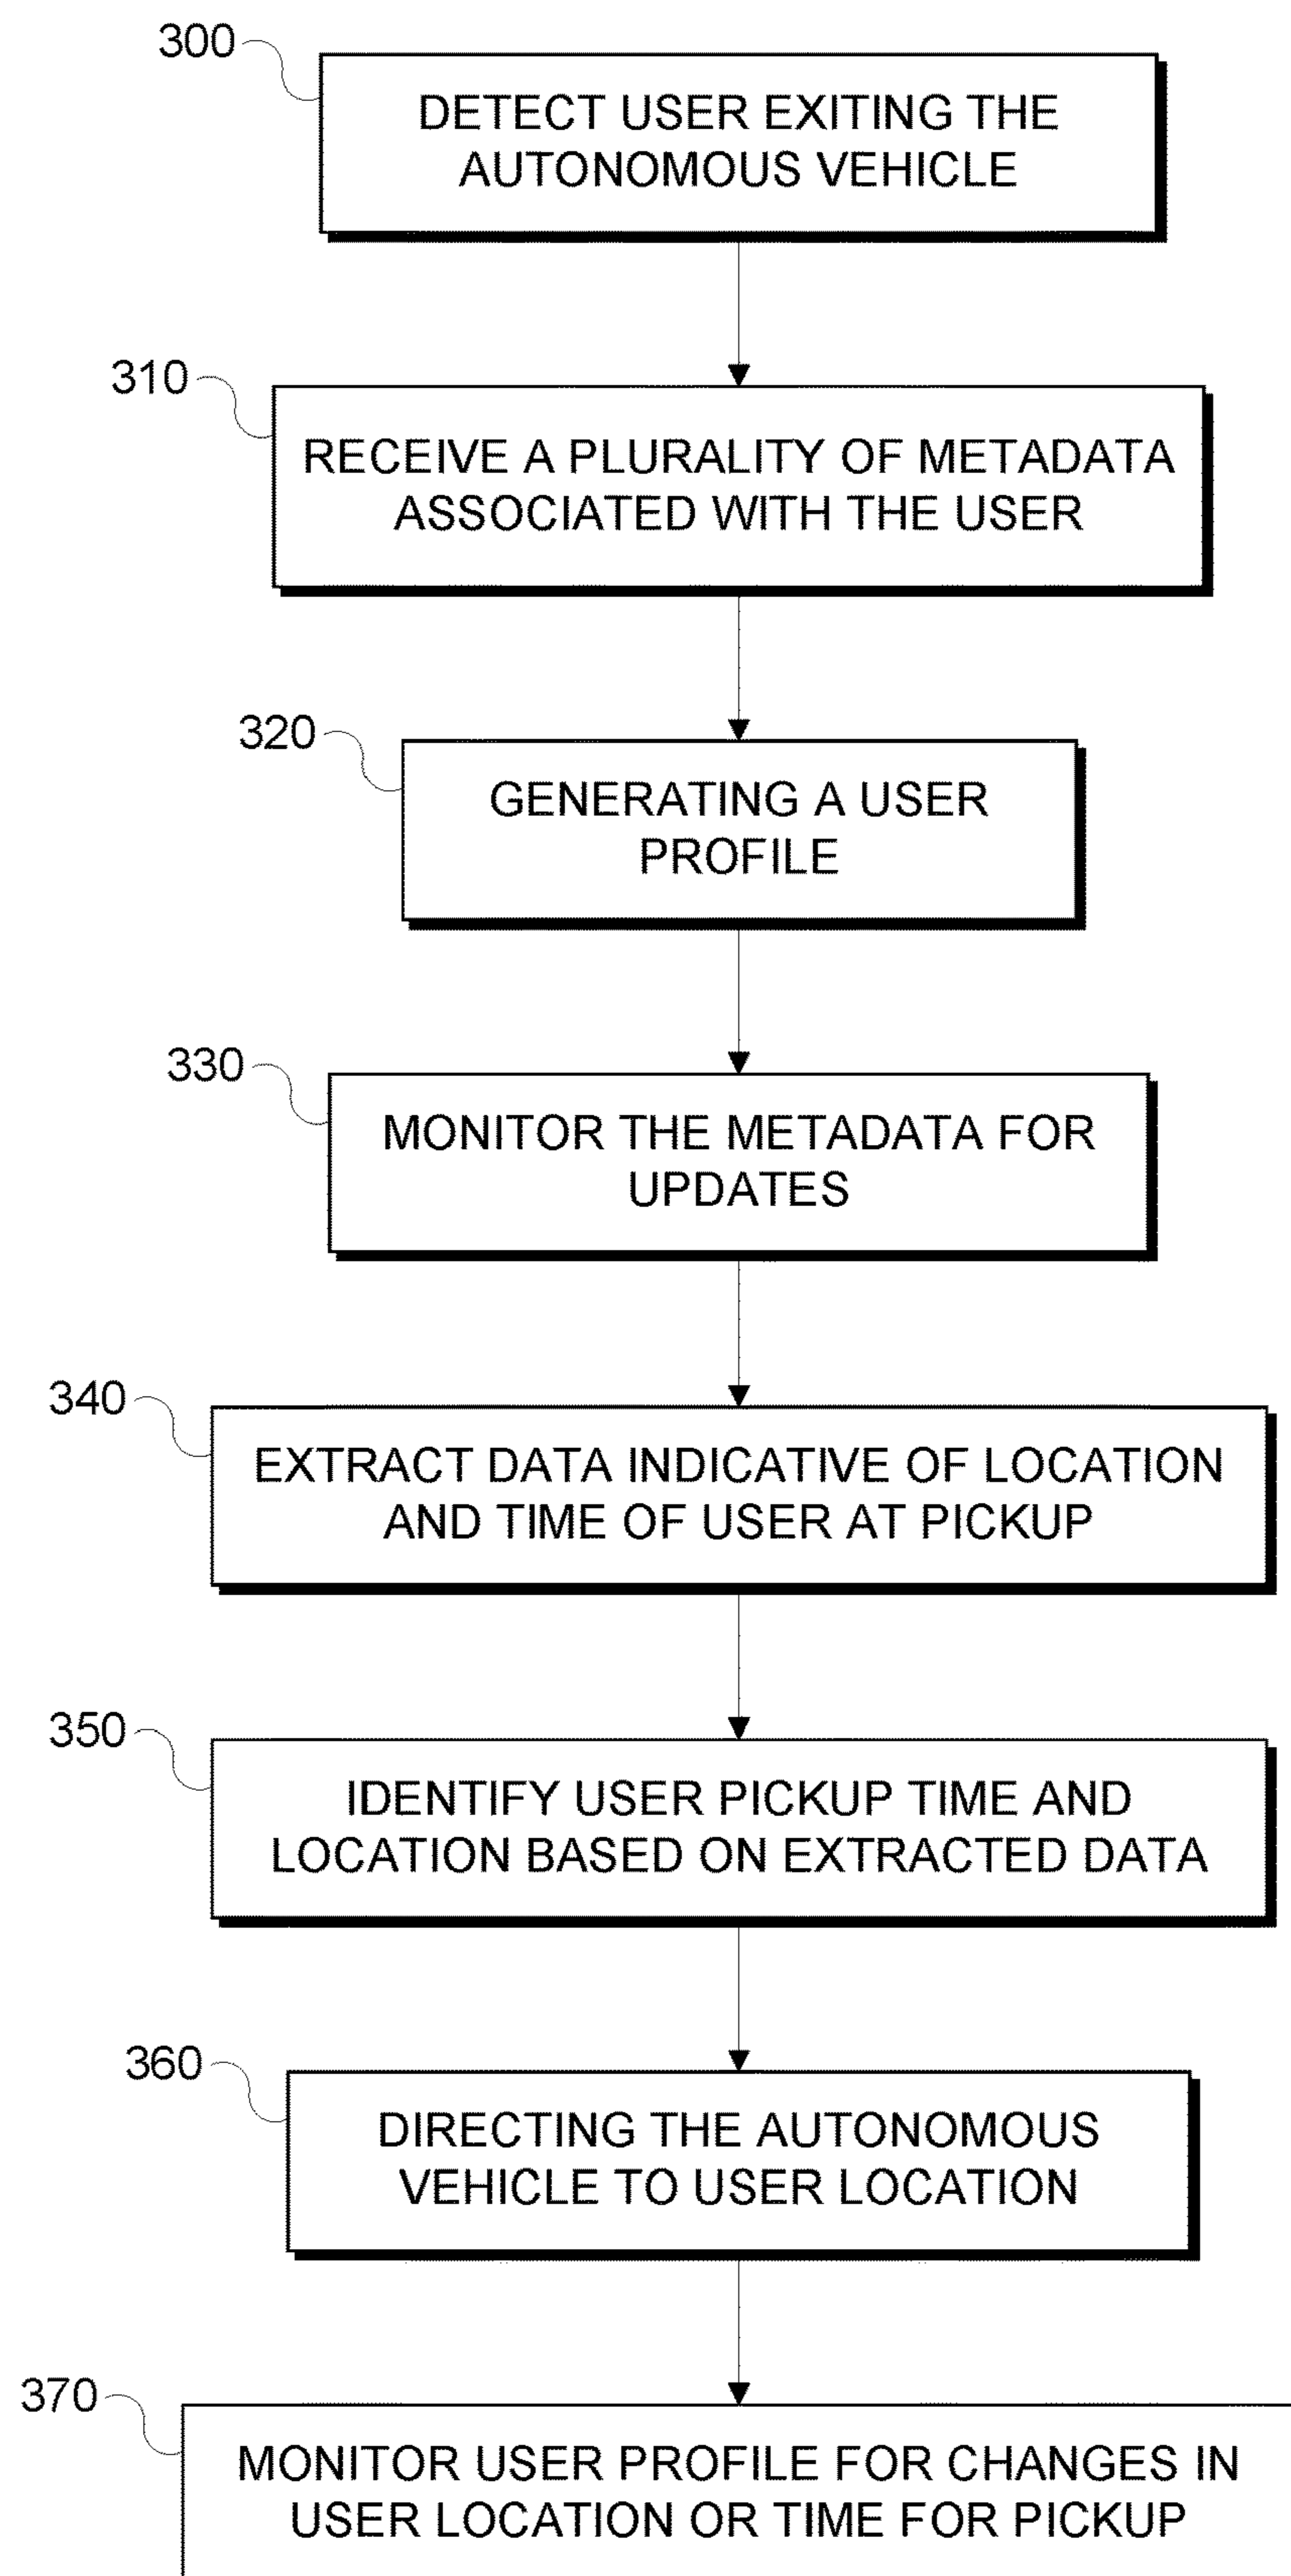 300
DETECT USER EXITING THE
AUTONOMOUS VEHICLE
310
RECEIVE A PLURALITY OF METADATA
ASSOCIATED WITH THE USER
320
GENERATING A USER
PROFILE
330
MONITOR THE METADATA FOR
UPDATES
340
EXTRACT DATA INDICATIVE OF LOCATION
AND TIME OF USER AT PICKUP
350
IDENTIFY USER PICKUP TIME AND
LOCATION BASED ON EXTRACTED DATA
360
DIRECTING THE AUTONOMOUS
VEHICLE TO USER LOCATION
370
MONITOR USER PROFILE FOR CHANGES IN
USER LOCATION OR TIME FOR PICKUP